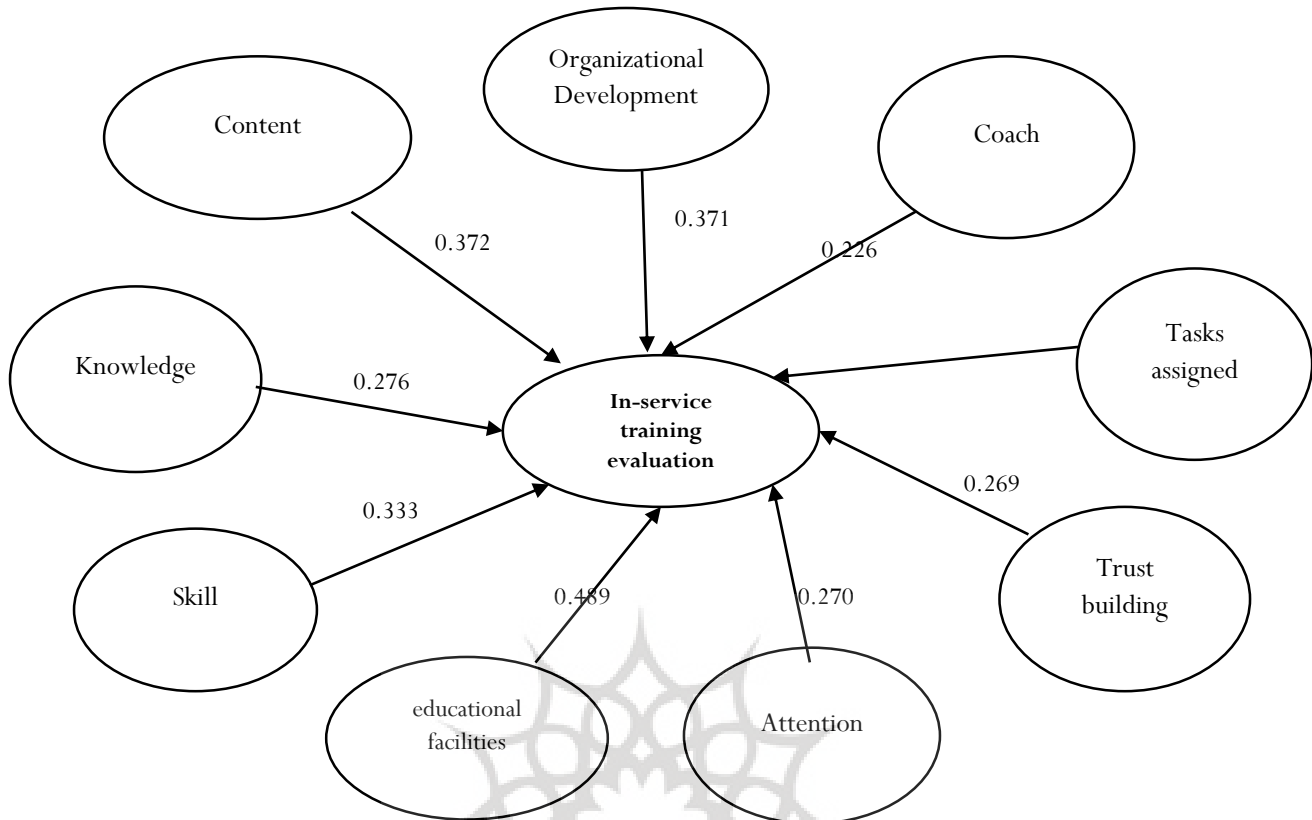 Organizational
Development
Content
Coach
0.372
0.371
0.226
Knowledge
0.276
Tasks
assigned
In-service
training
evaluation
0.333
0.269
Skill
0.489
0.270
Trust
building
educational
facilities
Attention